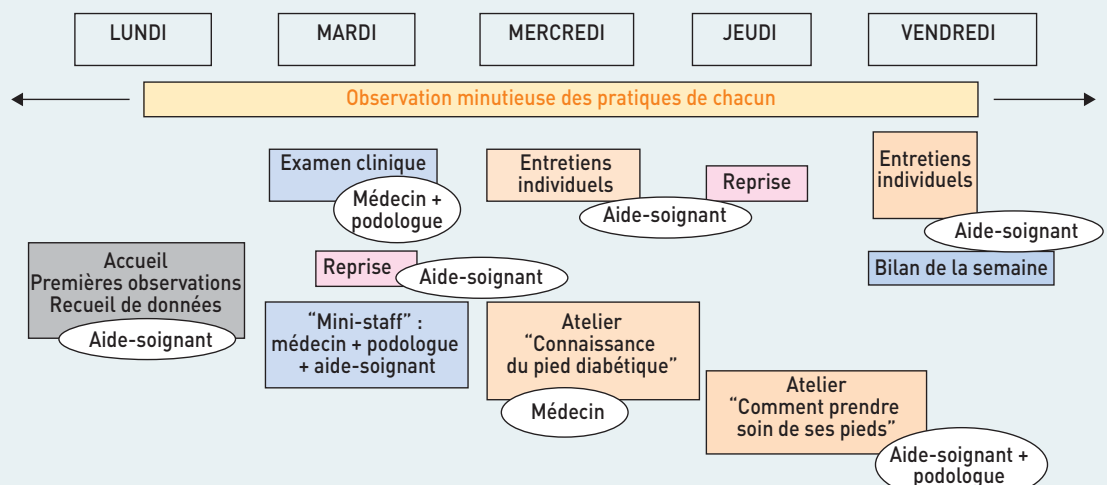 LUNDI
MARDI
MERCREDI
JEUDI
VENDREDI
Observation minutieuse des pratiques de chacun
Accueil
Premières observations
Recueil de données
Aide-soignant
Examen clinique
Médecin +
podologue
Reprise
Aide-soignant
“Mini-staff” :
médecin + podologue
+ aide-soignant
Entretiens
individuels
Aide-soignant
Atelier
“Connaissance
du pied diabétique”
Médecin
Reprise
Atelier
“Comment prendre
soin de ses pieds”
Aide-soignant +
podologue
Entretiens
individuels
Aide-soignant
Bilan de la semaine